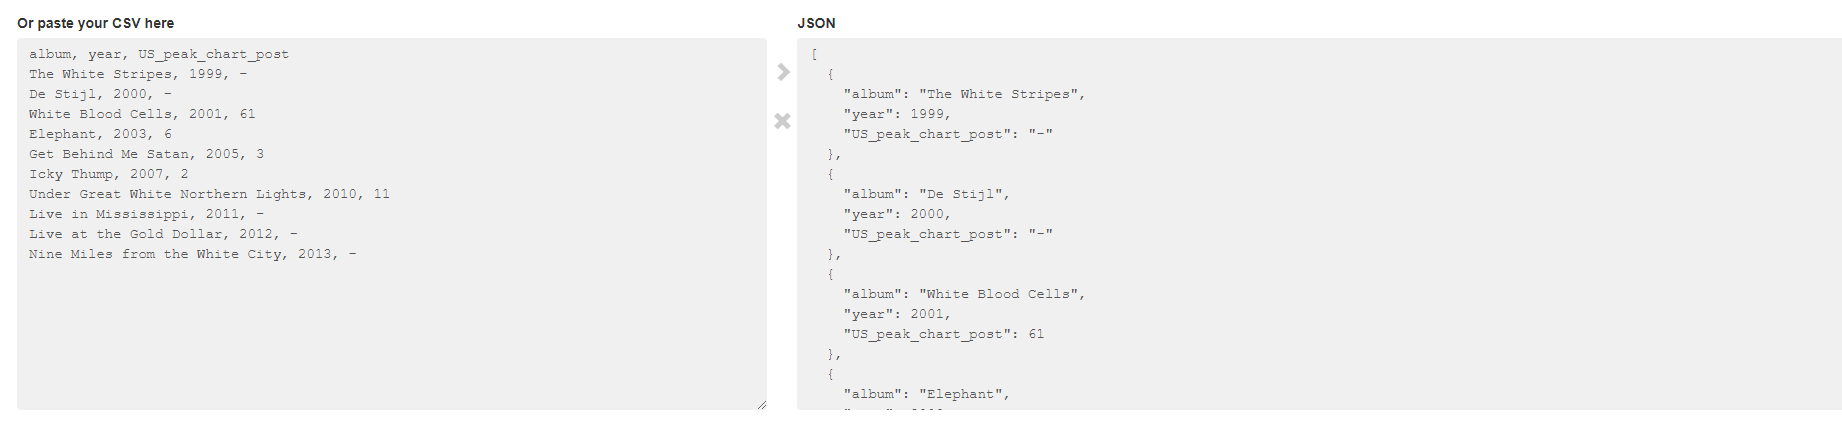 Or paste your CSV here
album, year, US_peak_chart_post
The White Stripes, 1999, -
De Stijl, 2000, -
White Blood Cells, 2001, 61
Elephant, 2003, 6
Get Behind Me Satan, 2005, 3
Icky Thump, 2007, 2
Under Great White Northern Lights, 2010, 11
Live in Mississippi, 2011, -
Live at the Gold Dollar, 2012, -
Nine Miles from the White City, 2013, -
JSON
[
{
"album": "The White Stripes",
"year": 1999,
"US_peak_chart_post": "-"
},
{
"album": "De Stijl",
"year": 2000,
"US_peak_chart_post": "-"
},
{
"album": "White Blood Cells",
"year": 2001,
"US_peak_chart_post": 61
},
{
"album": "Elephant",